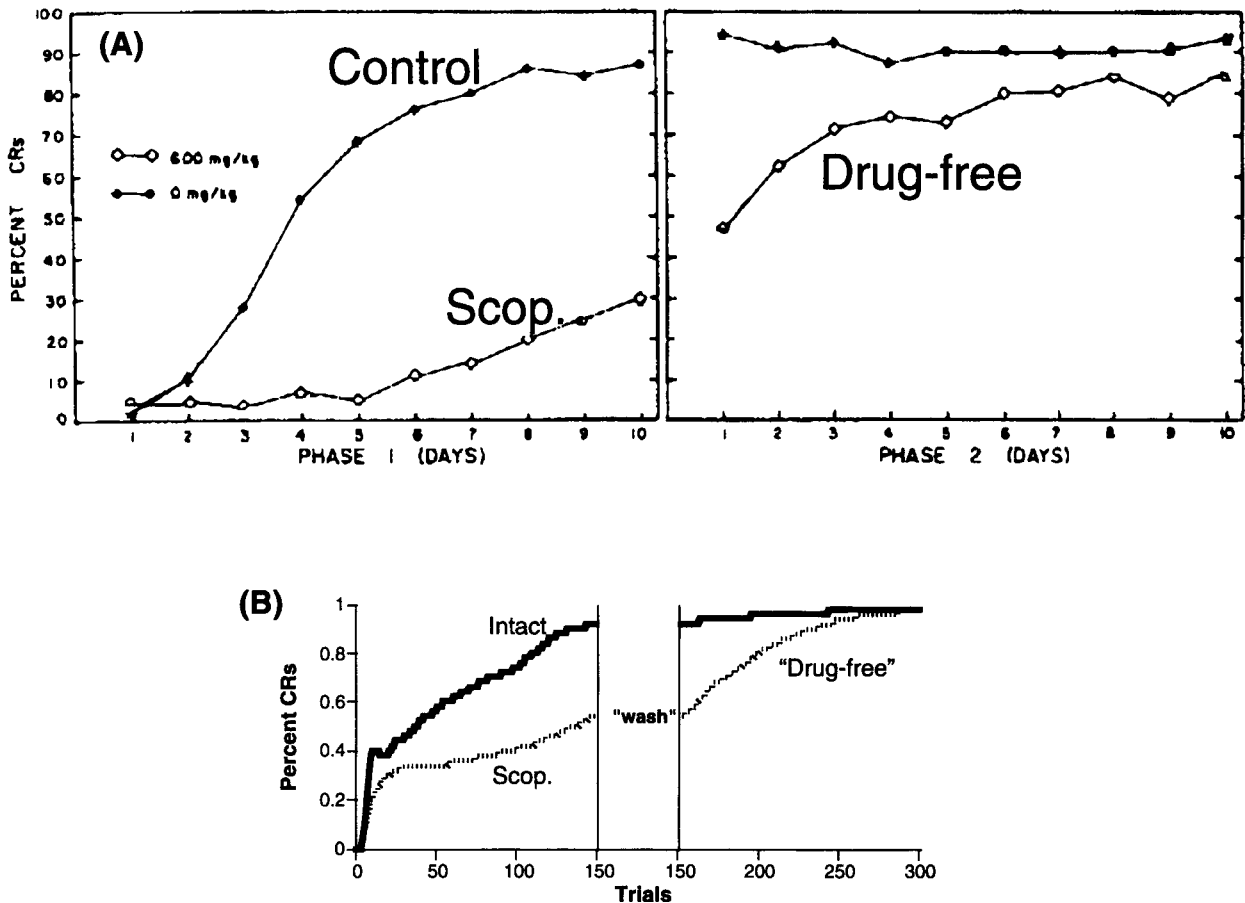 (A)
Control
PERCENT CRs
100
90
80
70
60
50
40
30
20
10
0
600 mg/kg
0 mg/kg
Scop.
1 2 3 4 5 6 7 8 9 10
PHASE 1 (DAYS)
Drug-free
1 2 3 4 5 6 7 8 9 10
PHASE 2 (DAYS)
(B)
Percent CRs
1
0.8
0.6
0.4
0.2
0
Intact
Scop.
"wash"
"Drug-free"
0 50 100 150 150 200 250 300
Trials